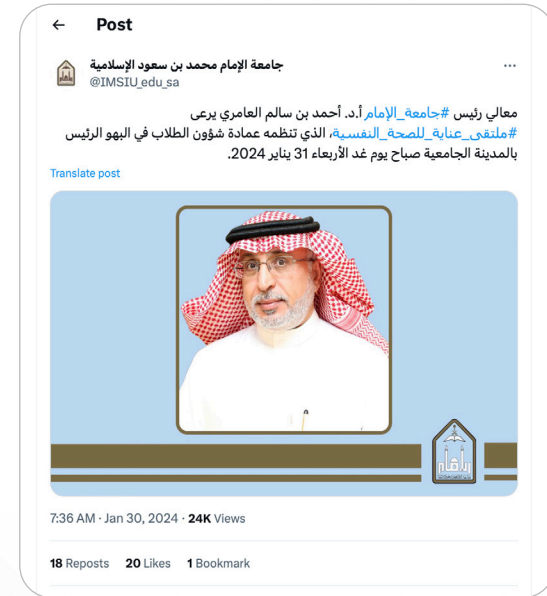 ← Post
جامعة الإمام محمد بن سعود الإسلامية
@IMSIU_edu_sa
معالي رئيس #جامعة_الإمام أ.د. أحمد بن سالم العامري يرعى
#ملتقى_عناية_للصحة_النفسية، الذي تنظمه عمادة شؤون الطلاب في البهو الرئيس
بالمدينة الجامعية صباح يوم غد الأربعاء 31 يناير 2024.
Translate post
7:36 AM · Jan 30, 2024 · 24K Views
18 Reposts 20 Likes 1 Bookmark